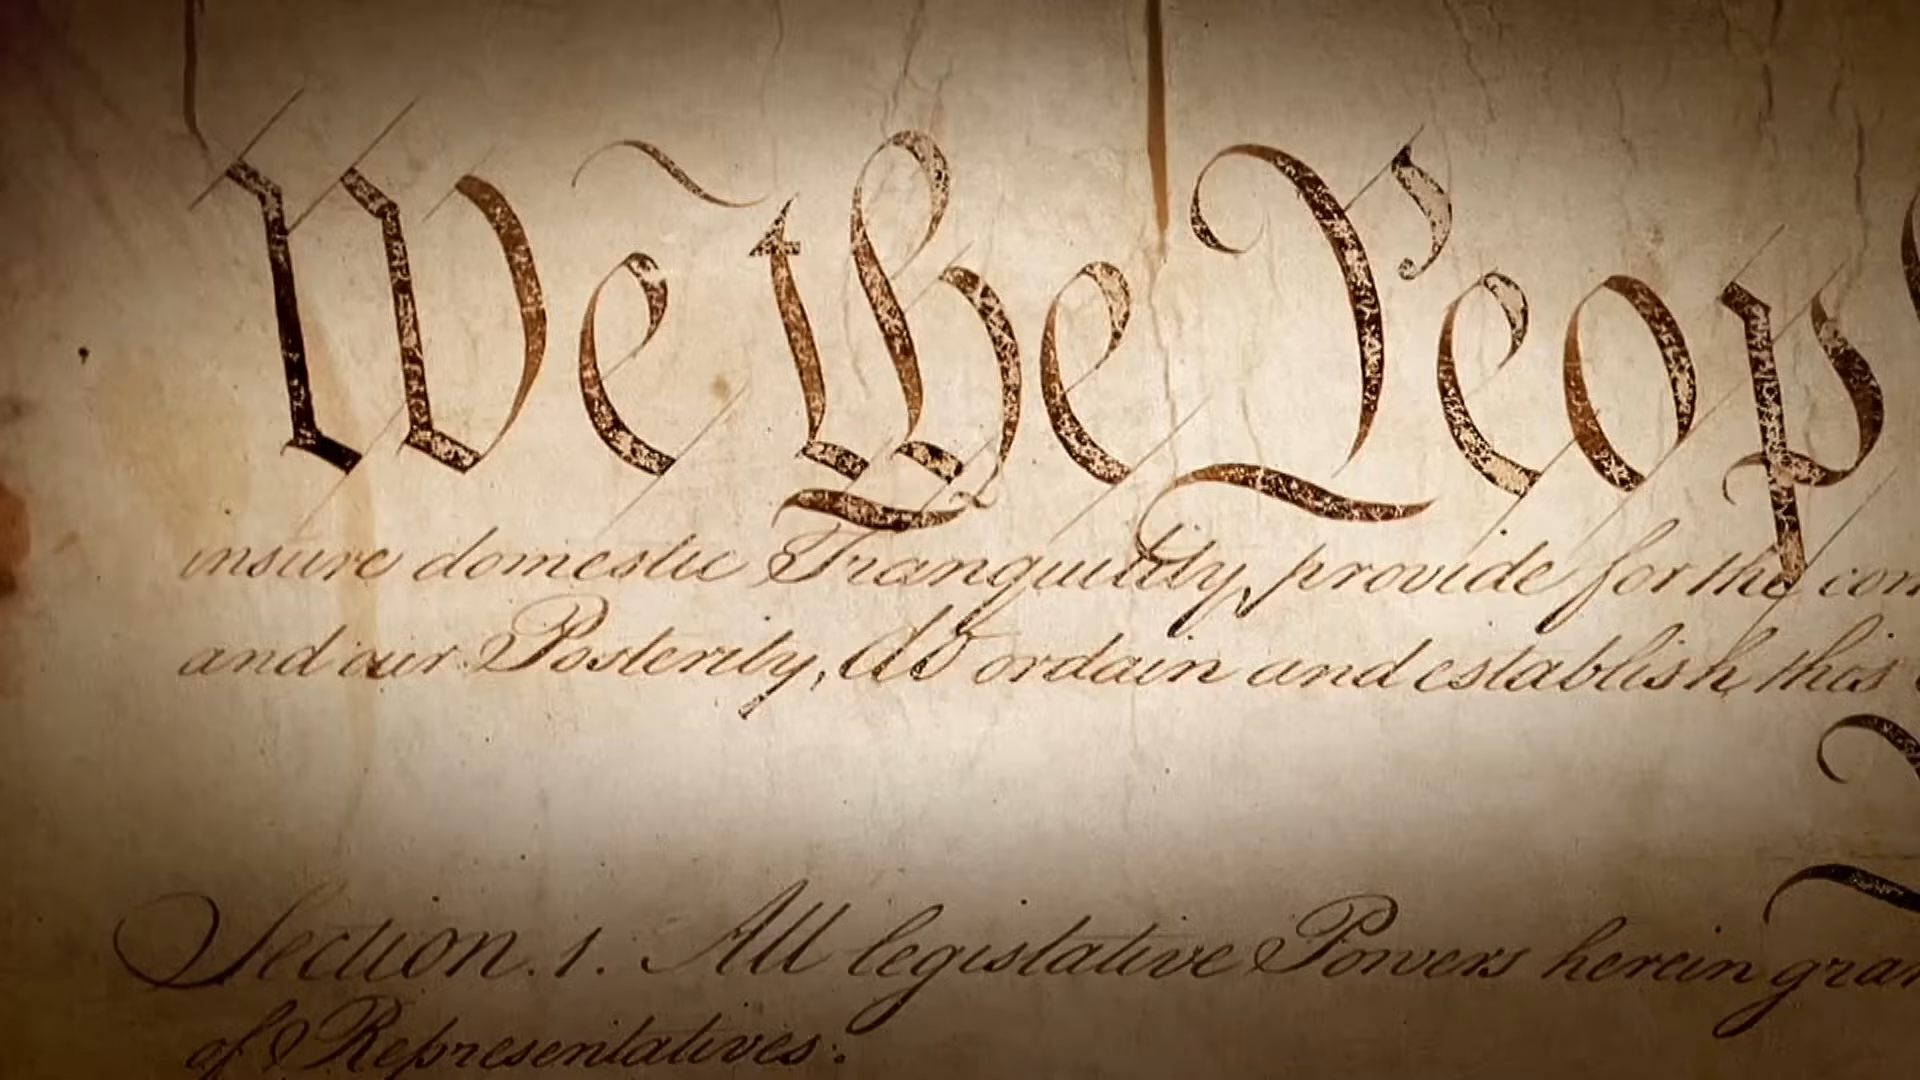 We the Peop
insure domestic Tranquility, provide for the com
and our Posterity, do ordain and establish this
Section. 1. All legislative Powers herein gran
of Representatives.